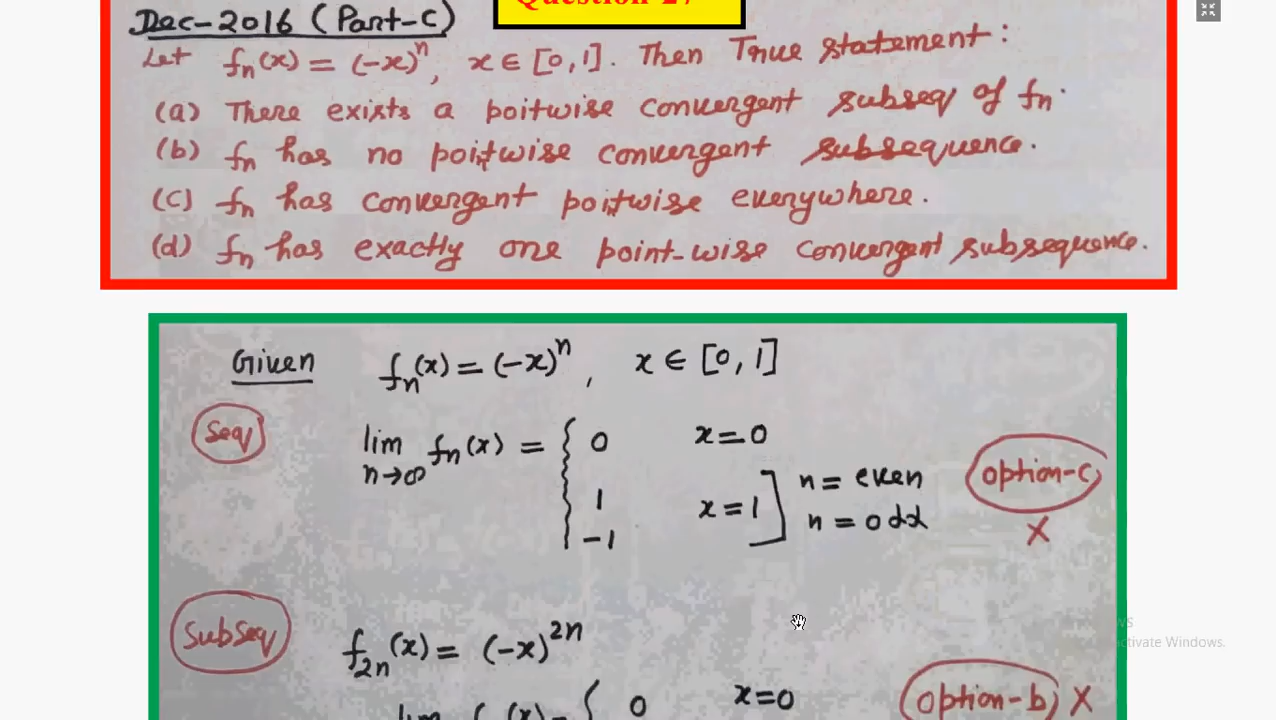 Question-27
Dec-2016 (Part-C)
Let fn(x) = (-x)^n, x ∈ [0,1]. Then True statement:
(a) There exists a poitwise convergent subseq of fn.
(b) fn has no poitwise convergent subsequence.
(c) fn has convergent poitwise everywhere.
(d) fn has exactly one point-wise convergent subsequence.
Given fn(x) = (-x)^n, x ∈ [0,1]
Seq
lim n→∞ fn(x) = { 0 x=0
1 x=1 ] n = even
-1 n = odd
option-c
X
Subseq
f2n(x) = (-x)^2n
0 x=0
option-b X
ctivate Windows.